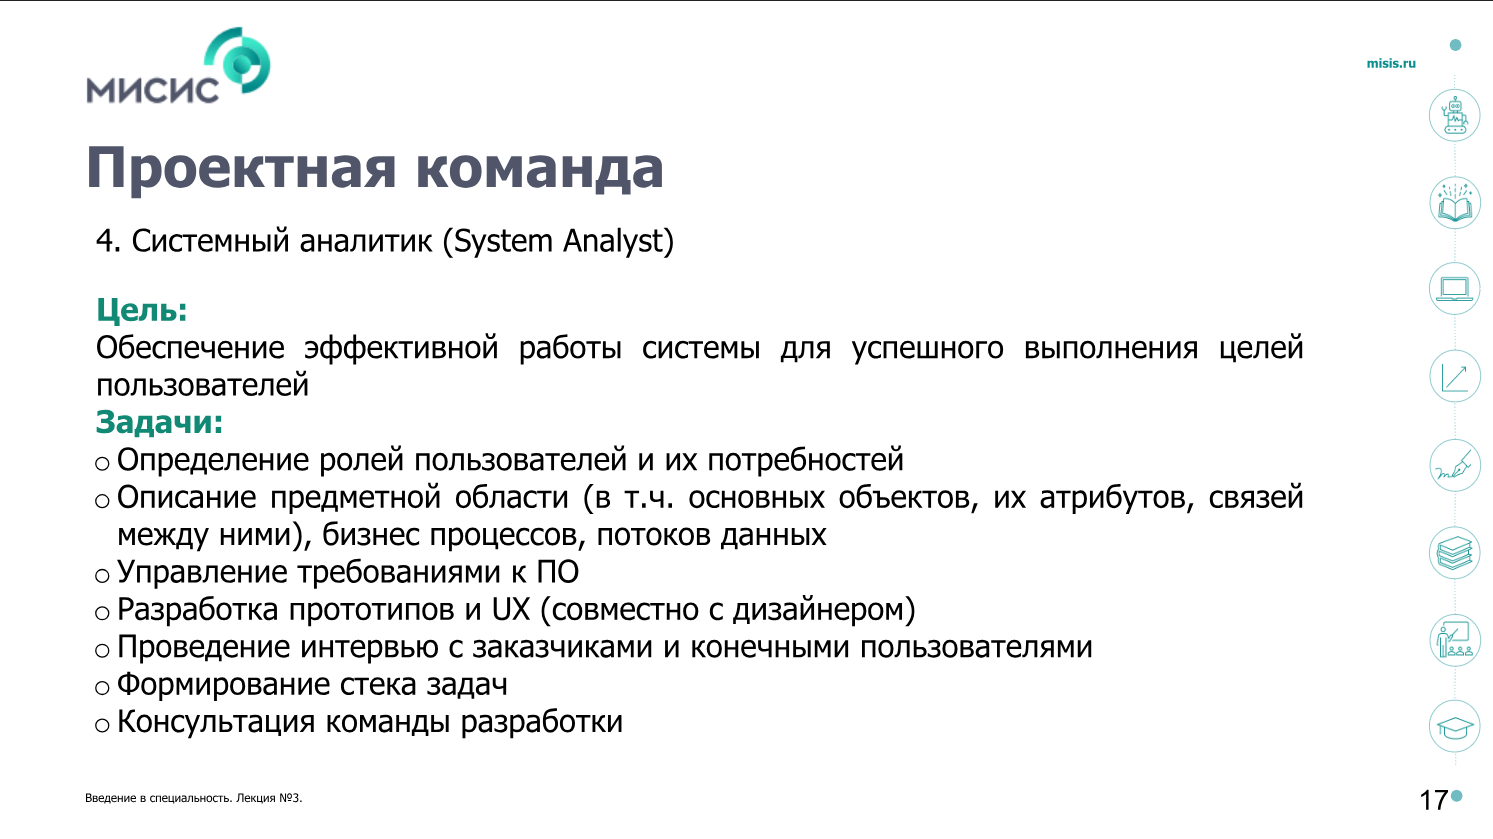 МИСИС
misis.ru
Проектная команда
4. Системный аналитик (System Analyst)
Цель:
Обеспечение эффективной работы системы для успешного выполнения целей
пользователей
Задачи:
o Определение ролей пользователей и их потребностей
o Описание предметной области (в т.ч. основных объектов, их атрибутов, связей
между ними), бизнес процессов, потоков данных
o Управление требованиями к ПО
o Разработка прототипов и UX (совместно с дизайнером)
o Проведение интервью с заказчиками и конечными пользователями
o Формирование стека задач
o Консультация команды разработки
Введение в специальность. Лекция №3.
17